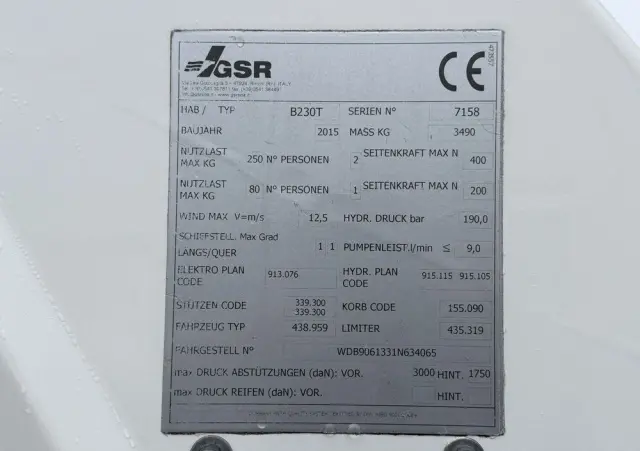 GSR
CE
HAB/ TYP B230T SERIEN N° 7158
BAUJAHR 2015 MASS KG 3490
NUTZLAST MAX KG 250 N° PERSONEN 2 SEITENKRAFT MAX N 400
NUTZLAST MAX KG 80 N° PERSONEN 1 SEITENKRAFT MAX N 200
WIND MAX V=m/s 12,5 HYDR. DRUCK bar 190,0
SCHIEFSTELL. Max Grad
LÄNGS/QUER 1 1 PUMPENLEIST.l/min ≤ 9,0
ELEKTRO PLAN CODE 913.076 HYDR. PLAN CODE 915.115 915.105
STÜTZEN CODE 339.300 339.300 KORB CODE 155.090
FAHRZEUG TYP 438.959 LIMITER 435.319
FAHRGESTELL N° WDB9061331N634065
max DRUCK ABSTÜTZUNGEN (daN): VOR. 3000 HINT. 1750
max DRUCK REIFEN (daN): VOR. HINT.